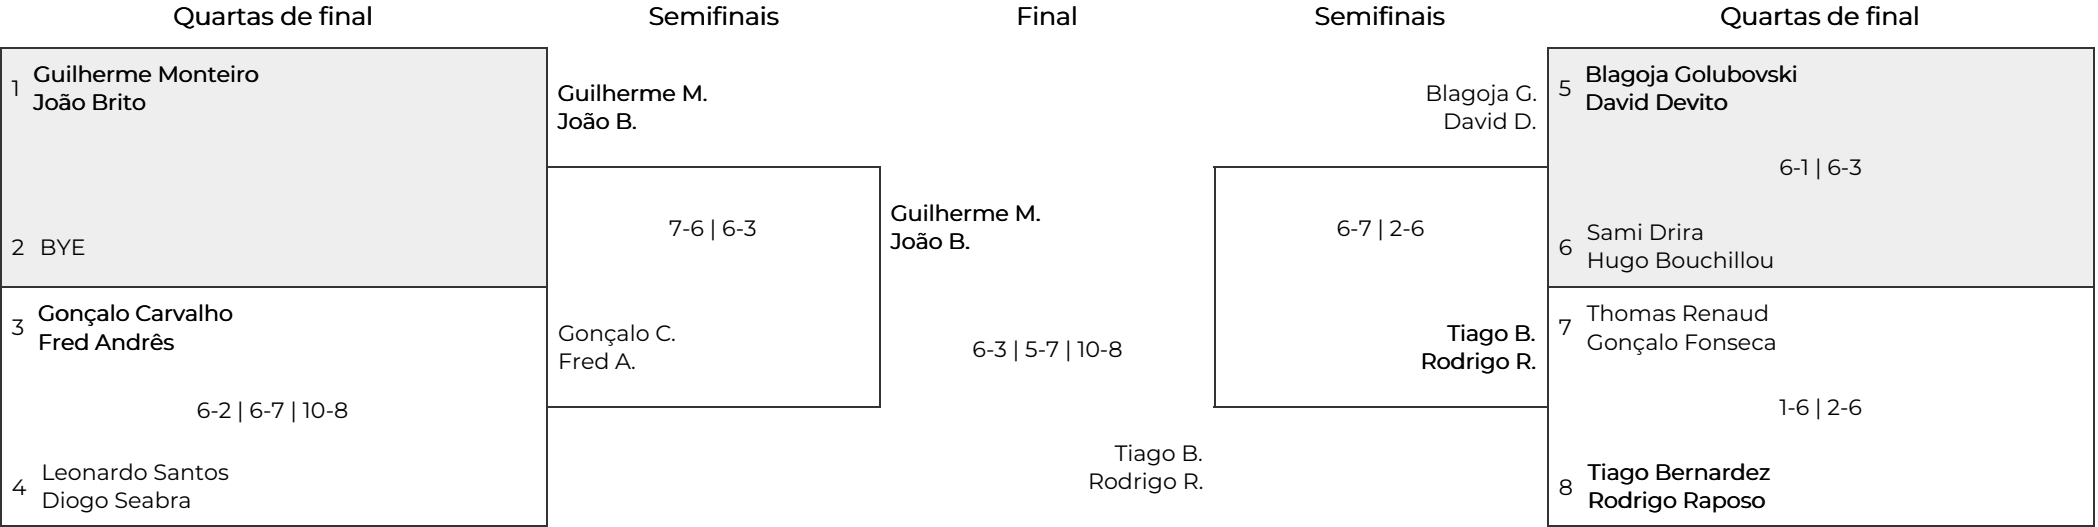 Quartas de final
Semifinais
Final
Semifinais
Quartas de final
1
Guilherme Monteiro
João Brito
2 BYE
3
Gonçalo Carvalho
Fred Andrês
6-2 | 6-7 | 10-8
4
Leonardo Santos
Diogo Seabra
Guilherme M.
João B.
7-6 | 6-3
Gonçalo C.
Fred A.
Guilherme M.
João B.
6-3 | 5-7 | 10-8
Tiago B.
Rodrigo R.
Blagoja G.
David D.
6-7 | 2-6
Tiago B.
Rodrigo R.
5
Blagoja Golubovski
David Devito
6-1 | 6-3
6
Sami Drira
Hugo Bouchillou
7
Thomas Renaud
Gonçalo Fonseca
1-6 | 2-6
8
Tiago Bernardez
Rodrigo Raposo